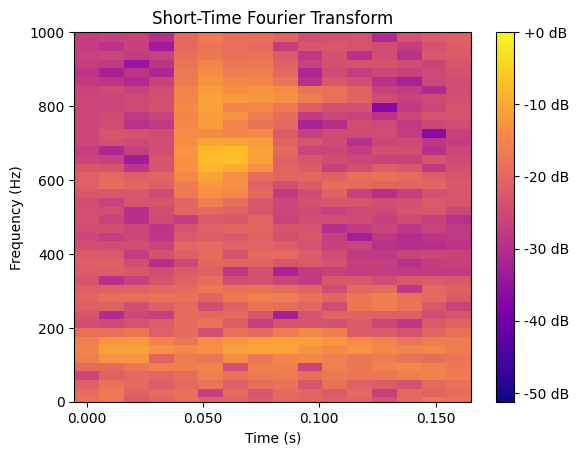 Short-Time Fourier Transform
Frequency (Hz)
1000
800
600
400
200
0
0.000
0.050
0.100
0.150
Time (s)
+0 dB
-10 dB
-20 dB
-30 dB
-40 dB
-50 dB